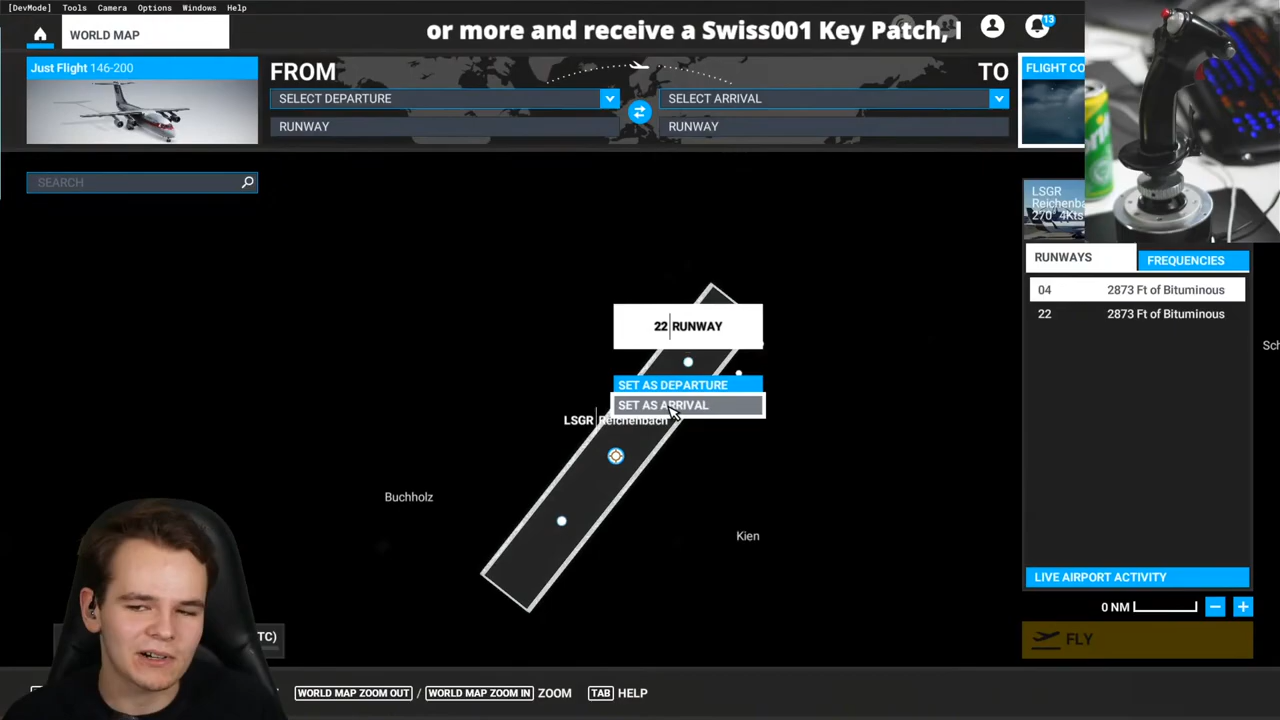 [DevMode] Tools Camera Options Windows Help
or more and receive a Swiss001 Key Patch, I
WORLD MAP
13
Just Flight 146-200
FROM
TO
FLIGHT CO
SELECT DEPARTURE
SELECT ARRIVAL
RUNWAY
RUNWAY
SEARCH
LSGR
Reichenba
270° 4Kts
RUNWAYS
FREQUENCIES
04 2873 Ft of Bituminous
22 2873 Ft of Bituminous
22 RUNWAY
SET AS DEPARTURE
SET AS ARRIVAL
LSGR Reichenbach
Sch
Buchholz
Kien
LIVE AIRPORT ACTIVITY
0 NM
FLY
TC)
WORLD MAP ZOOM OUT / WORLD MAP ZOOM IN ZOOM TAB HELP